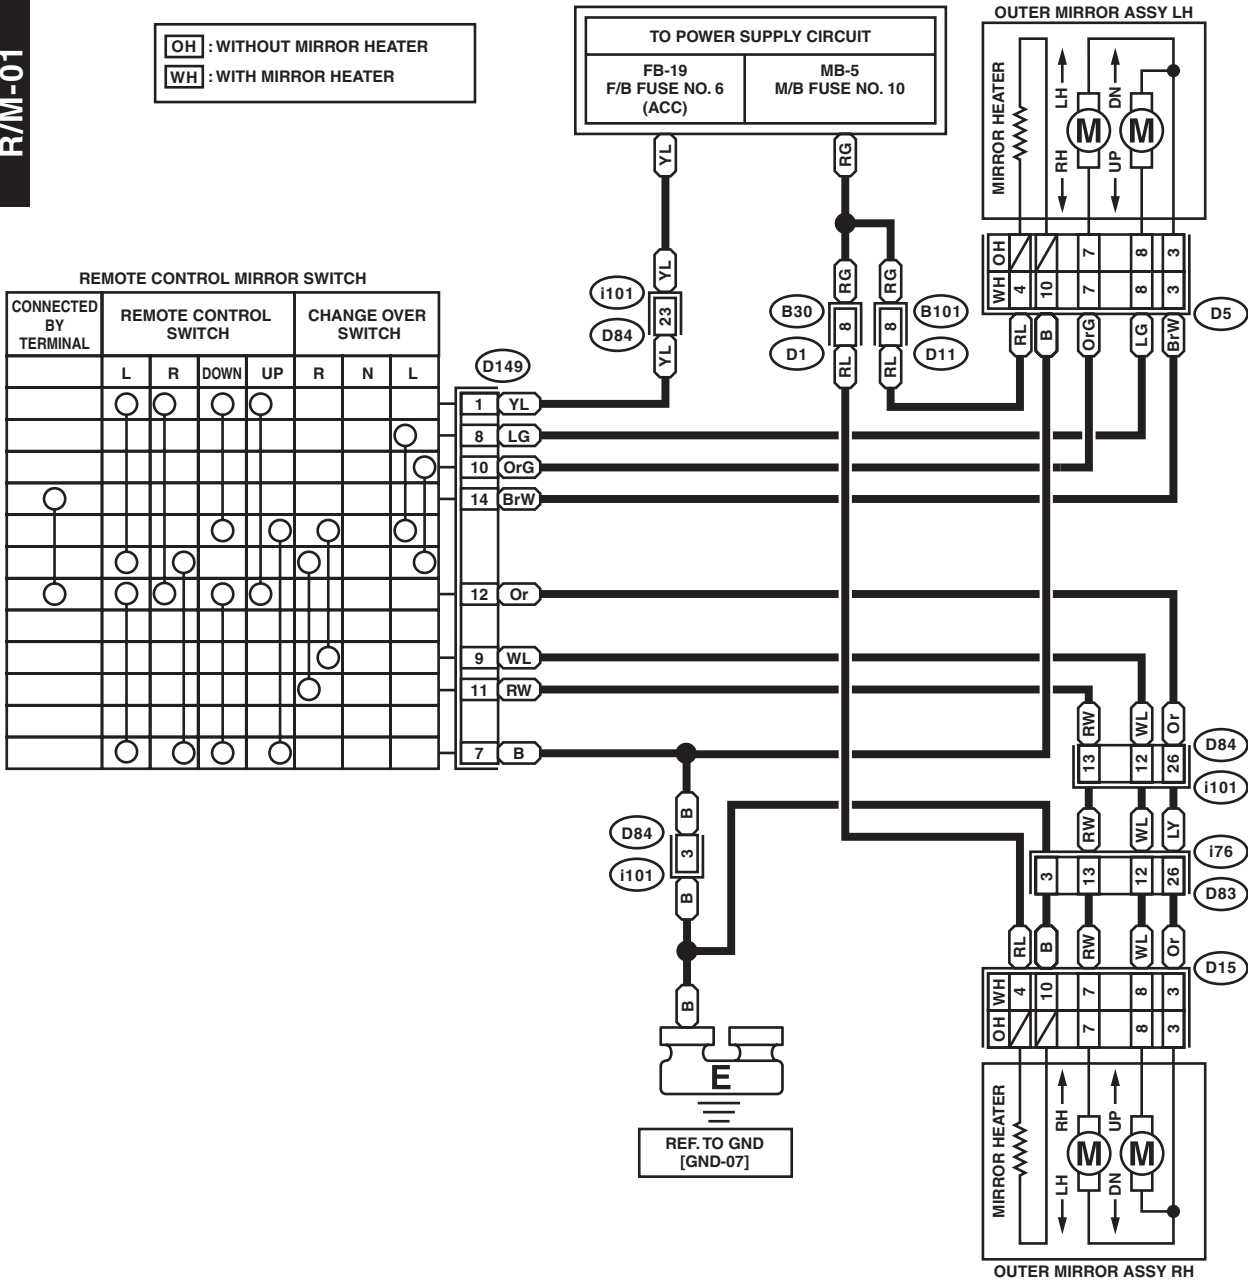 R/M-01
OH : WITHOUT MIRROR HEATER
WH : WITH MIRROR HEATER
TO POWER SUPPLY CIRCUIT
FB-19
F/B FUSE NO. 6
(ACC)
MB-5
M/B FUSE NO. 10
OUTER MIRROR ASSY LH
MIRROR HEATER
LH
RH
DN
UP
M
M
OH
7
8
3
WH
4
10
7
8
3
D5
RL
B
OrG
LG
BrW
YL
YL
i101
23
D84
YL
RG
RG
RG
B30
8
D1
RL
B101
8
D11
RL
REMOTE CONTROL MIRROR SWITCH
CONNECTED
BY
TERMINAL
REMOTE CONTROL
SWITCH
CHANGE OVER
SWITCH
L
R
DOWN
UP
R
N
L
D149
1
YL
8
LG
10
OrG
14
BrW
12
Or
9
WL
11
RW
7
B
RW
WL
Or
13
12
26
D84
i101
RW
WL
LY
3
13
12
26
i76
D83
RL
B
RW
WL
Or
D15
WH
4
10
7
8
3
OH
7
8
3
B
D84
3
i101
B
B
E
REF. TO GND
[GND-07]
MIRROR HEATER
RH
LH
UP
DN
M
M
OUTER MIRROR ASSY RH